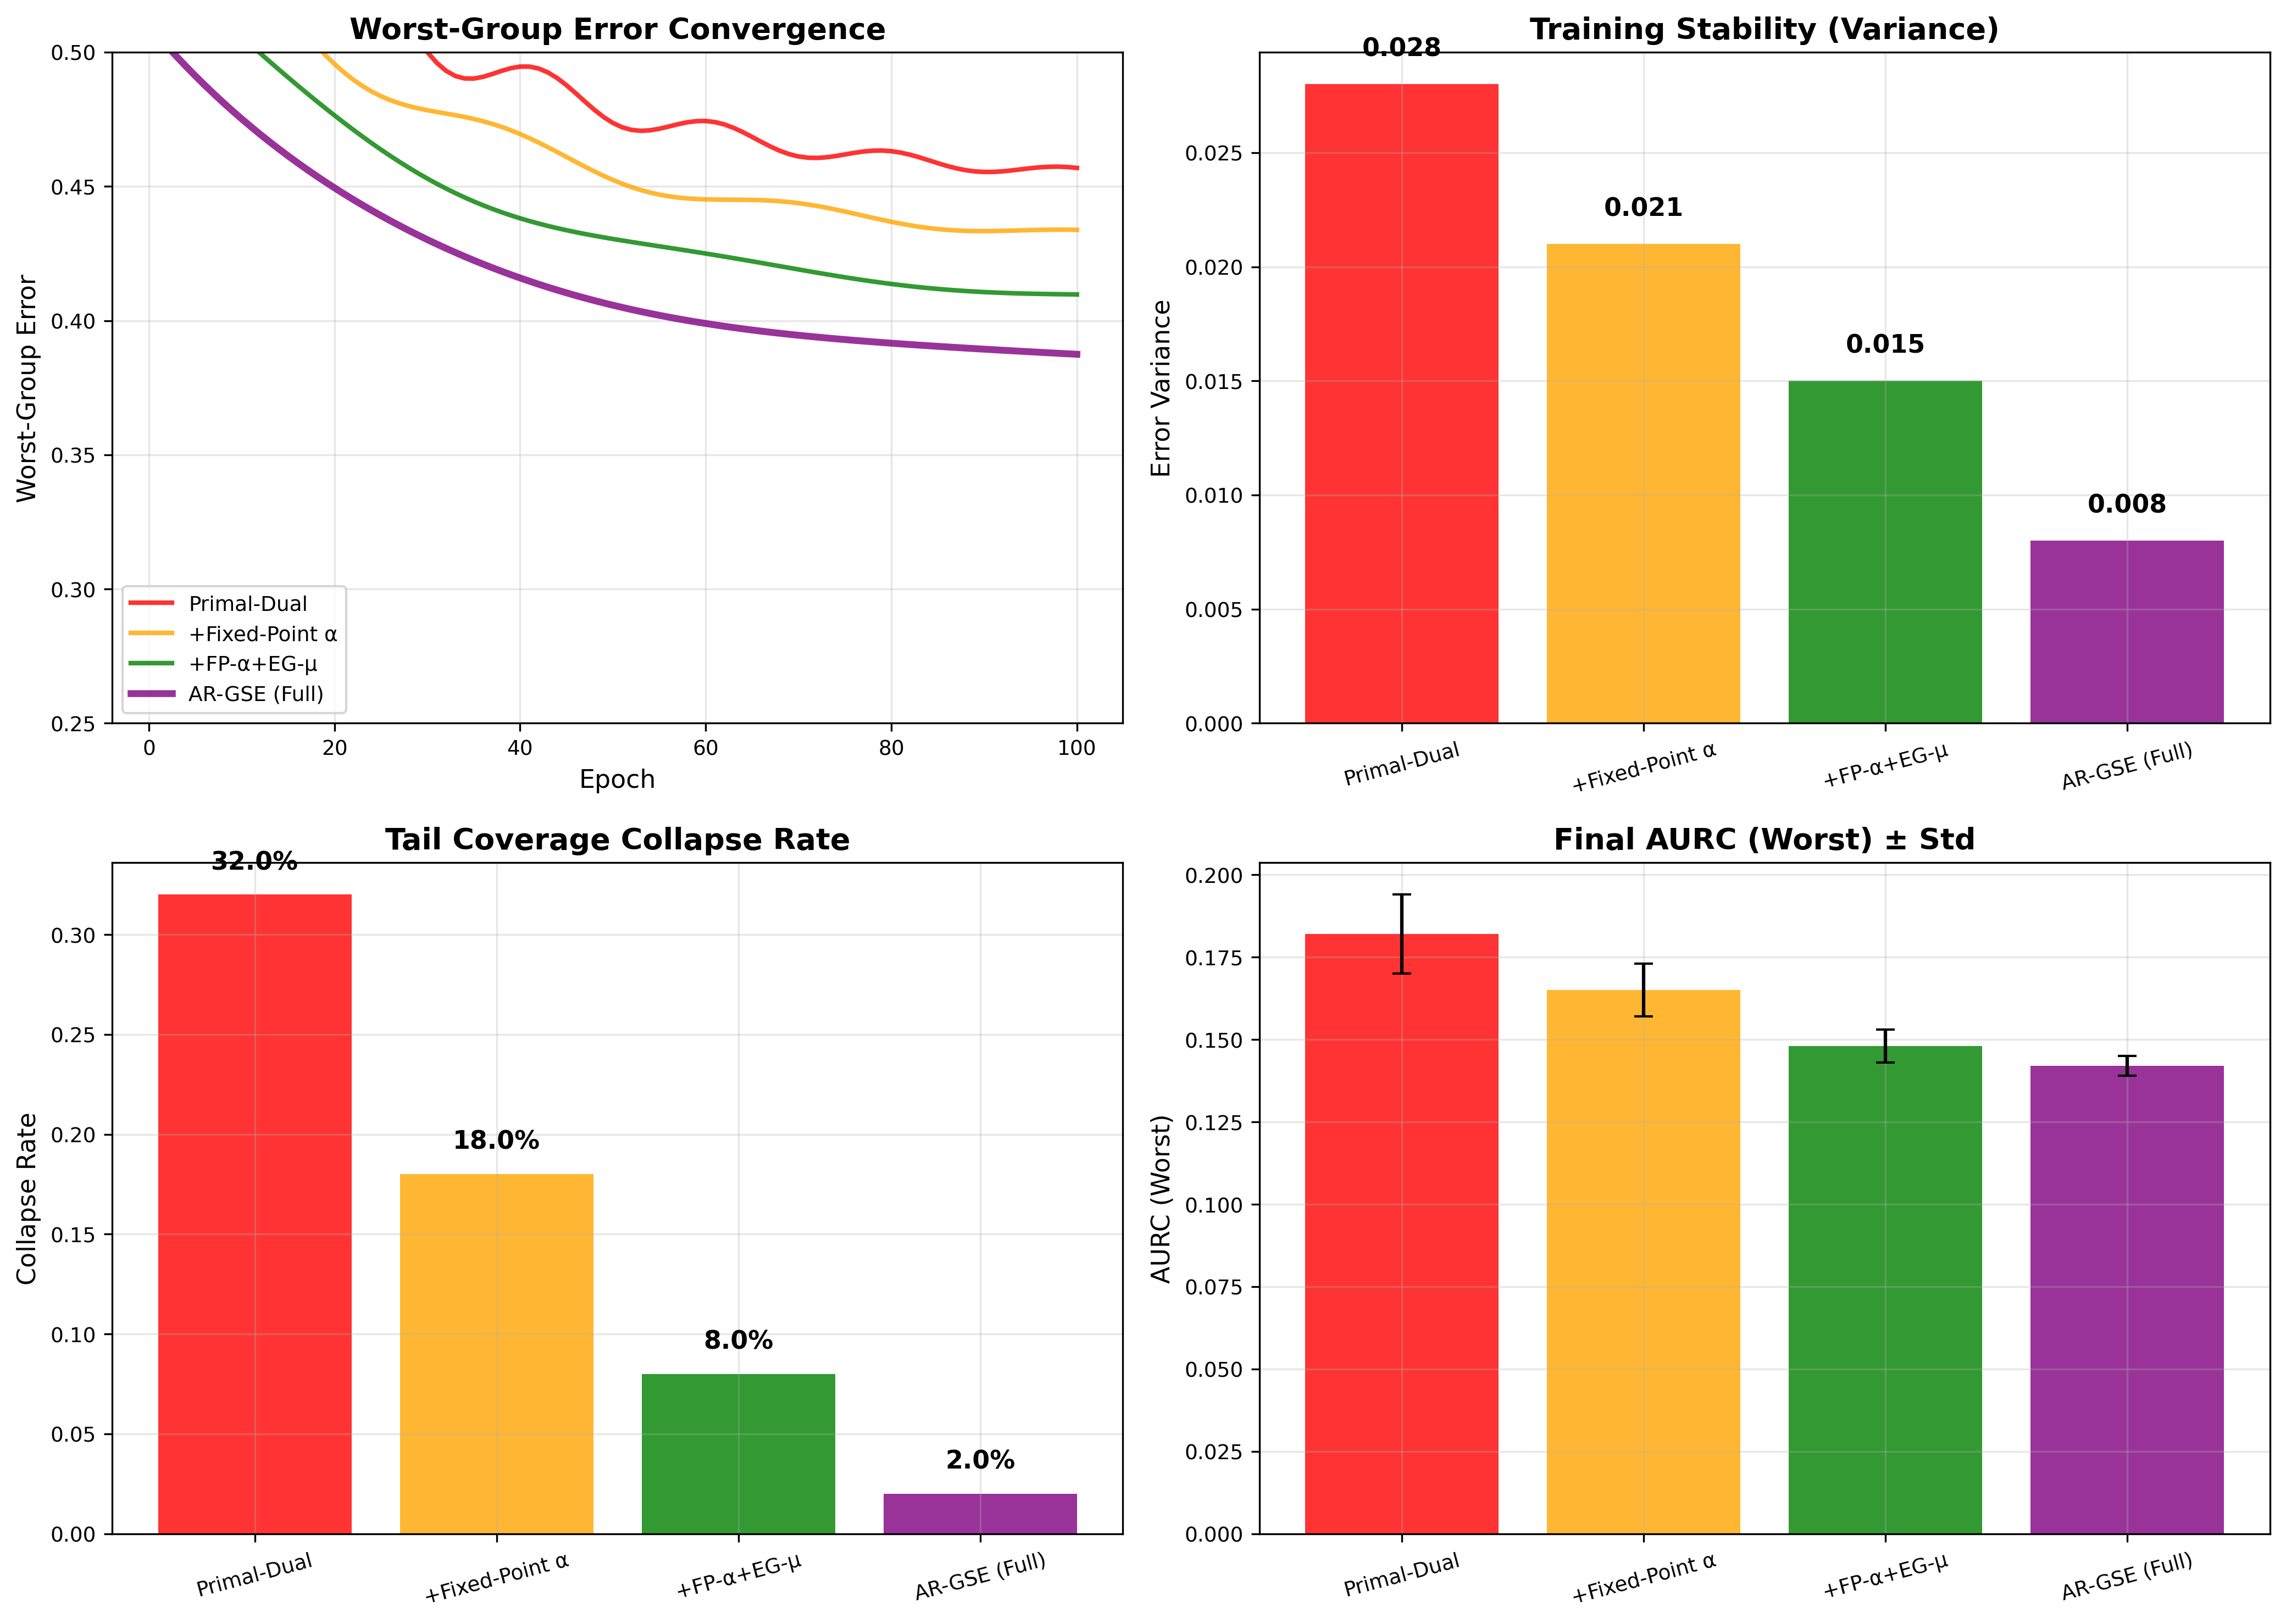 Worst-Group Error Convergence
0.50
0.45
0.40
0.35
0.30
0.25
Worst-Group Error
Primal-Dual
+Fixed-Point α
+FP-α+EG-μ
AR-GSE (Full)
0 20 40 60 80 100
Epoch
Training Stability (Variance)
0.028
0.021
0.015
0.008
0.025
0.020
0.015
0.010
0.005
0.000
Error Variance
Primal-Dual +Fixed-Point α +FP-α+EG-μ AR-GSE (Full)
Tail Coverage Collapse Rate
32.0%
18.0%
8.0%
2.0%
0.30
0.25
0.20
0.15
0.10
0.05
0.00
Collapse Rate
Primal-Dual +Fixed-Point α +FP-α+EG-μ AR-GSE (Full)
Final AURC (Worst) ± Std
0.200
0.175
0.150
0.125
0.100
0.075
0.050
0.025
0.000
AURC (Worst)
Primal-Dual +Fixed-Point α +FP-α+EG-μ AR-GSE (Full)